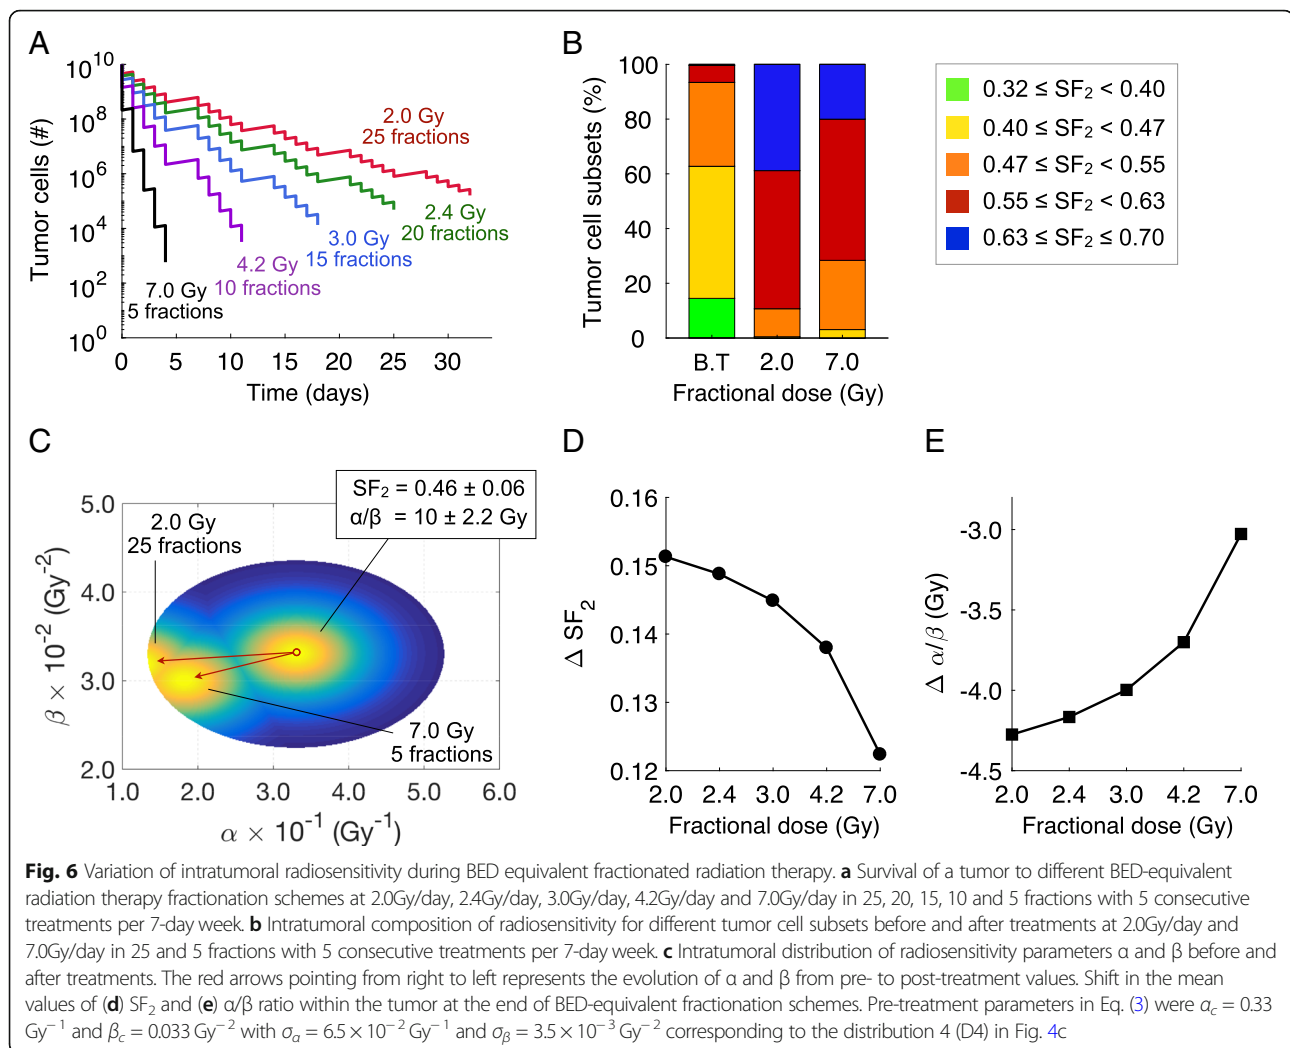 A
Tumor cells (#)
10^10
10^8
10^6
10^4
10^2
10^0
2.0 Gy
25 fractions
2.4 Gy
20 fractions
3.0 Gy
15 fractions
4.2 Gy
10 fractions
7.0 Gy
5 fractions
0 5 10 15 20 25 30
Time (days)
B
Tumor cell subsets (%)
100
80
60
40
20
0
B.T 2.0 7.0
Fractional dose (Gy)
0.32 ≤ SF₂ < 0.40
0.40 ≤ SF₂ < 0.47
0.47 ≤ SF₂ < 0.55
0.55 ≤ SF₂ < 0.63
0.63 ≤ SF₂ ≤ 0.70
C
SF₂ = 0.46 ± 0.06
α/β = 10 ± 2.2 Gy
2.0 Gy
25 fractions
7.0 Gy
5 fractions
β × 10⁻² (Gy⁻²)
5.0
4.0
3.0
2.0
1.0 2.0 3.0 4.0 5.0 6.0
α × 10⁻¹ (Gy⁻¹)
D
Δ SF₂
0.16
0.15
0.14
0.13
0.12
2.0 2.4 3.0 4.2 7.0
Fractional dose (Gy)
E
Δ α/β (Gy)
-3.0
-3.5
-4.0
-4.5
2.0 2.4 3.0 4.2 7.0
Fractional dose (Gy)
Fig. 6 Variation of intratumoral radiosensitivity during BED equivalent fractionated radiation therapy. a Survival of a tumor to different BED-equivalent
radiation therapy fractionation schemes at 2.0Gy/day, 2.4Gy/day, 3.0Gy/day, 4.2Gy/day and 7.0Gy/day in 25, 20, 15, 10 and 5 fractions with 5 consecutive
treatments per 7-day week. b Intratumoral composition of radiosensitivity for different tumor cell subsets before and after treatments at 2.0Gy/day and
7.0Gy/day in 25 and 5 fractions with 5 consecutive treatments per 7-day week. c Intratumoral distribution of radiosensitivity parameters α and β before and
after treatments. The red arrows pointing from right to left represents the evolution of α and β from pre- to post-treatment values. Shift in the mean
values of (d) SF₂ and (e) α/β ratio within the tumor at the end of BED-equivalent fractionation schemes. Pre-treatment parameters in Eq. (3) were α_c = 0.33
Gy⁻¹ and β_c = 0.033 Gy⁻² with σ_α = 6.5 × 10⁻² Gy⁻¹ and σ_β = 3.5 × 10⁻³ Gy⁻² corresponding to the distribution 4 (D4) in Fig. 4c